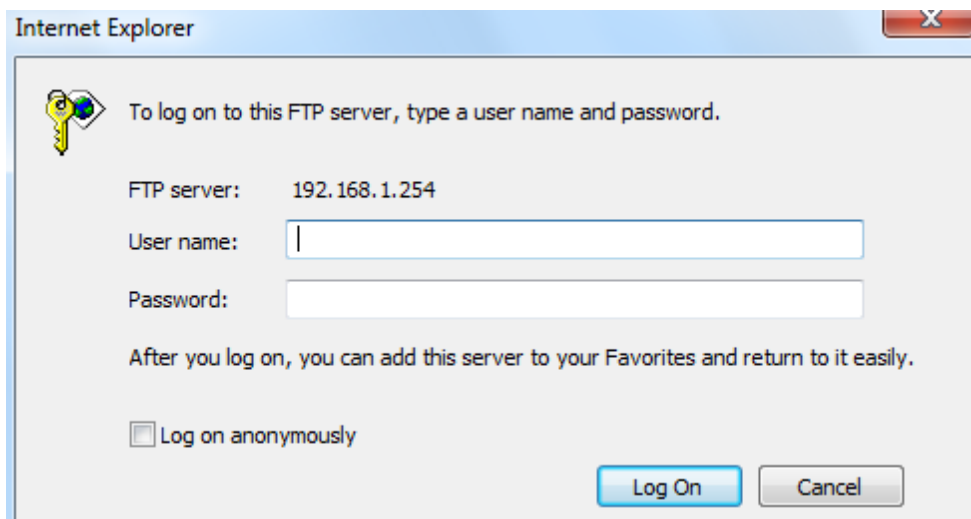 Internet Explorer
To log on to this FTP server, type a user name and password.
FTP server: 192.168.1.254
User name:
Password:
After you log on, you can add this server to your Favorites and return to it easily.
Log on anonymously
Log On Cancel